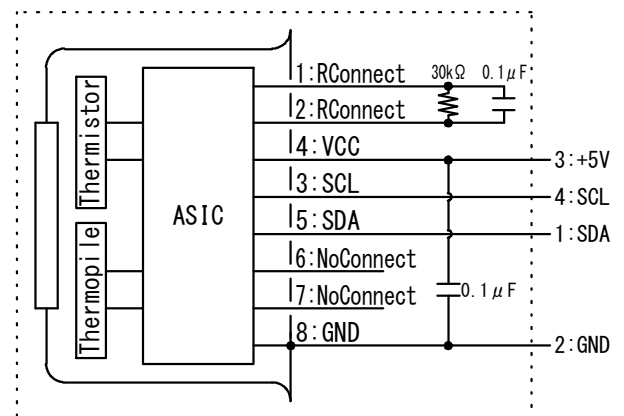 1:RConnect
30kΩ
0.1μF
2:RConnect
4:VCC
3:+5V
3:SCL
4:SCL
5:SDA
1:SDA
6:NoConnect
7:NoConnect
0.1μF
8:GND
2:GND
Thermistor
Thermopile
ASIC